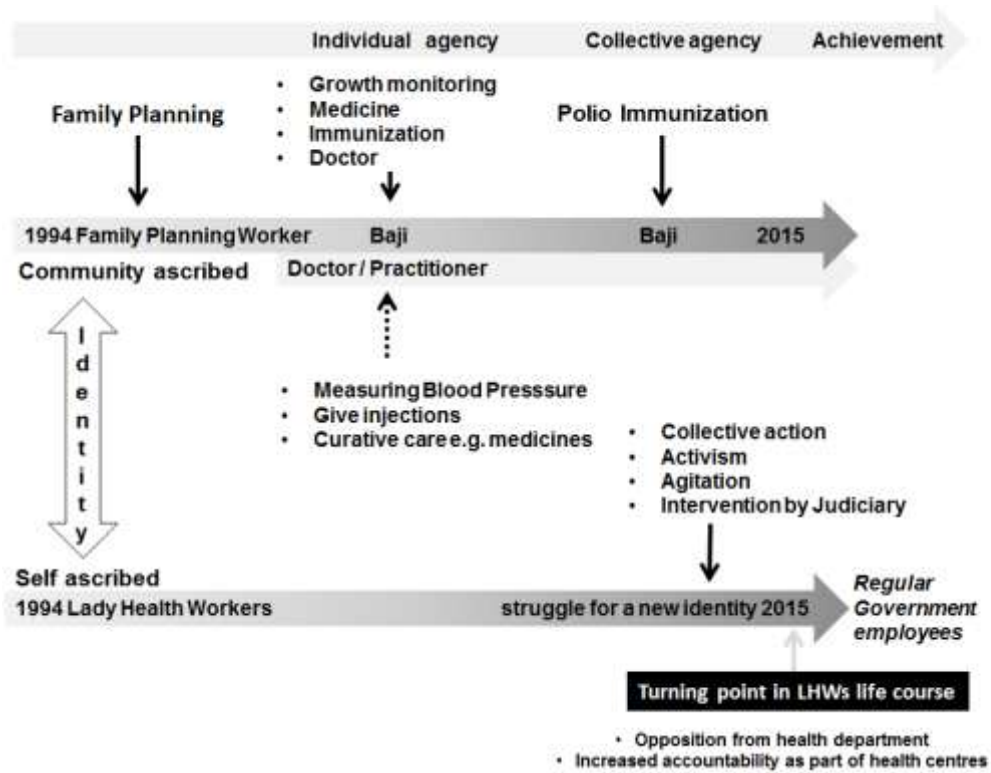 Individual agency Collective agency Achievement
• Growth monitoring
• Medicine
• Immunization
• Doctor
Family Planning
Polio Immunization
1994 Family Planning Worker Baji Baji 2015
Community ascribed
Doctor / Practitioner
Identity
• Measuring Blood Presssure
• Give injections
• Curative care e.g. medicines
• Collective action
• Activism
• Agitation
• Intervention by Judiciary
Self ascribed
1994 Lady Health Workers struggle for a new identity 2015
Regular
Government
employees
Turning point in LHWs life course
• Opposition from health department
• Increased accountability as part of health centres